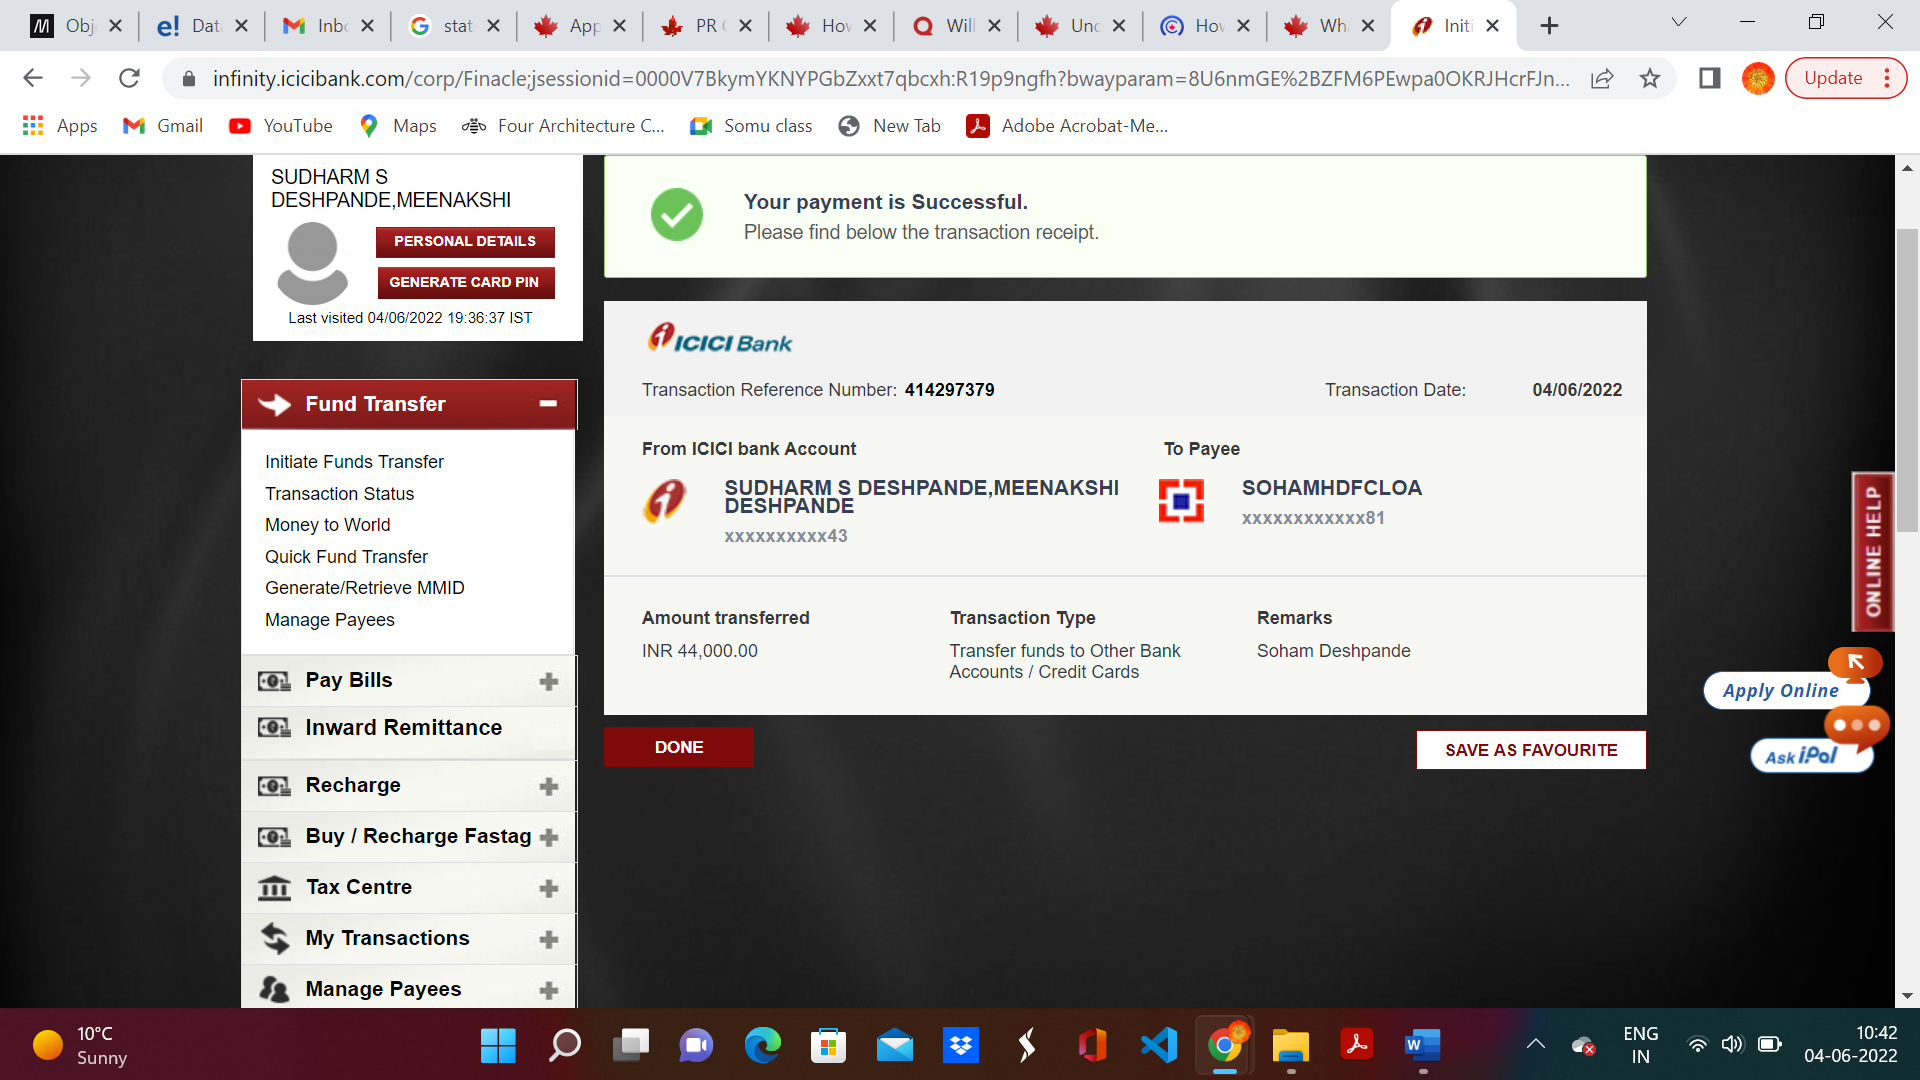 Obj
Data
Inbo
stat
App
PR C
Hov
Will
Unc
Hov
Wha
Initi
infinity.icicibank.com/corp/Finacle;jsessionid=0000V7BkymYKNYPGbZxxt7qbcxh:R19p9ngfh?bwayparam=8U6nmGE%2BZFM6PEwpa0OKRJHcrFJn...
Update
Apps
Gmail
YouTube
Maps
Four Architecture C...
Somu class
New Tab
Adobe Acrobat-Me...
SUDHARM S
DESHPANDE,MEENAKSHI
PERSONAL DETAILS
GENERATE CARD PIN
Last visited 04/06/2022 19:36:37 IST
Fund Transfer
Initiate Funds Transfer
Transaction Status
Money to World
Quick Fund Transfer
Generate/Retrieve MMID
Manage Payees
Pay Bills
Inward Remittance
Recharge
Buy / Recharge Fastag
Tax Centre
My Transactions
Manage Payees
Your payment is Successful.
Please find below the transaction receipt.
ICICI Bank
Transaction Reference Number: 414297379
Transaction Date: 04/06/2022
From ICICI bank Account
To Payee
SUDHARM S DESHPANDE,MEENAKSHI
DESHPANDE
xxxxxxxxxx43
SOHAMHDFCLOA
xxxxxxxxxxxx81
Amount transferred
INR 44,000.00
Transaction Type
Transfer funds to Other Bank
Accounts / Credit Cards
Remarks
Soham Deshpande
DONE
SAVE AS FAVOURITE
ONLINE HELP
Apply Online
Ask iPal
10°C
Sunny
ENG
IN
10:42
04-06-2022